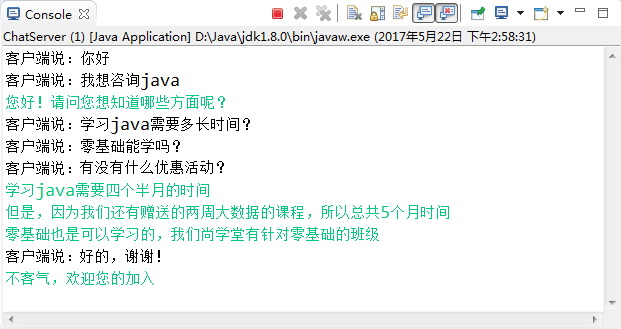 Console
ChatServer (1) [Java Application] D:\Java\jdk1.8.0\bin\javaw.exe (2017年5月22日 下午2:58:31)
客户端说：你好
客户端说：我想咨询java
您好！请问您想知道哪些方面呢？
客户端说：学习java需要多长时间？
客户端说：零基础能学吗？
客户端说：有没有什么优惠活动？
学习java需要四个半月的时间
但是，因为我们还有赠送的两周大数据的课程，所以总共5个月时间
零基础也是可以学习的，我们尚学堂有针对零基础的班级
客户端说：好的，谢谢！
不客气，欢迎您的加入